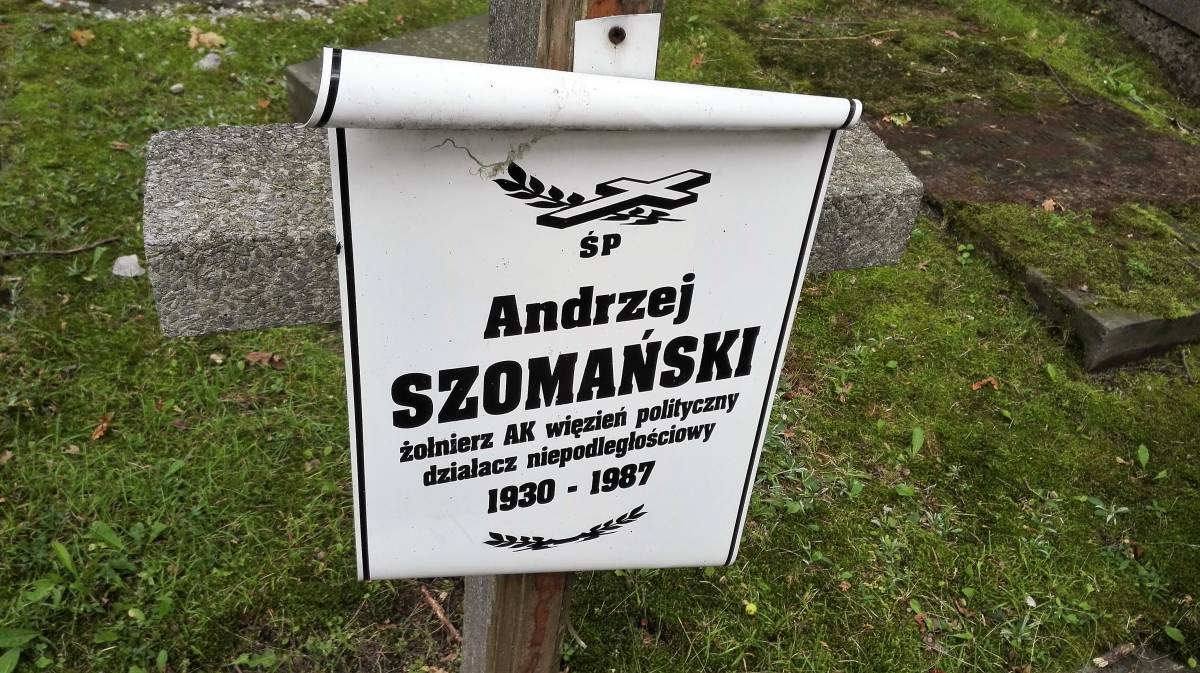 ŚP
Andrzej
SZOMAŃSKI
żołnierz AK więzień polityczny
działacz niepodległościowy
1930 - 1987